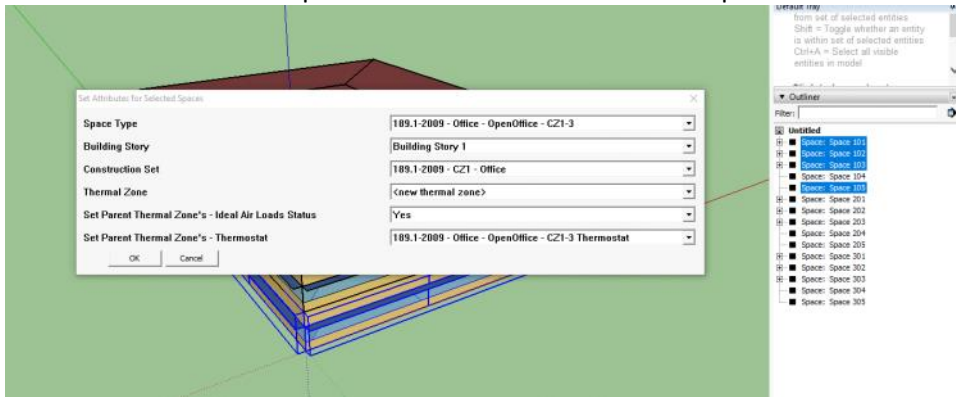 Default Tray
from set of selected entities
Shift = Toggle whether an entity
is within set of selected entities
Ctrl+A = Select all visible
entities in model
Set Attributes for Selected Spaces
Space Type
189.1-2009 - Office - OpenOffice - CZ1-3
Building Story
Building Story 1
Construction Set
189.1-2009 - CZ1 - Office
Thermal Zone
<new thermal zone>
Set Parent Thermal Zone's - Ideal Air Loads Status
Yes
Set Parent Thermal Zone's - Thermostat
189.1-2009 - Office - OpenOffice - CZ1-3 Thermostat
OK
Cancel
Outliner
Filter:
Untitled
Space: Space 101
Space: Space 102
Space: Space 103
Space: Space 104
Space: Space 105
Space: Space 201
Space: Space 202
Space: Space 203
Space: Space 204
Space: Space 205
Space: Space 301
Space: Space 302
Space: Space 303
Space: Space 304
Space: Space 305